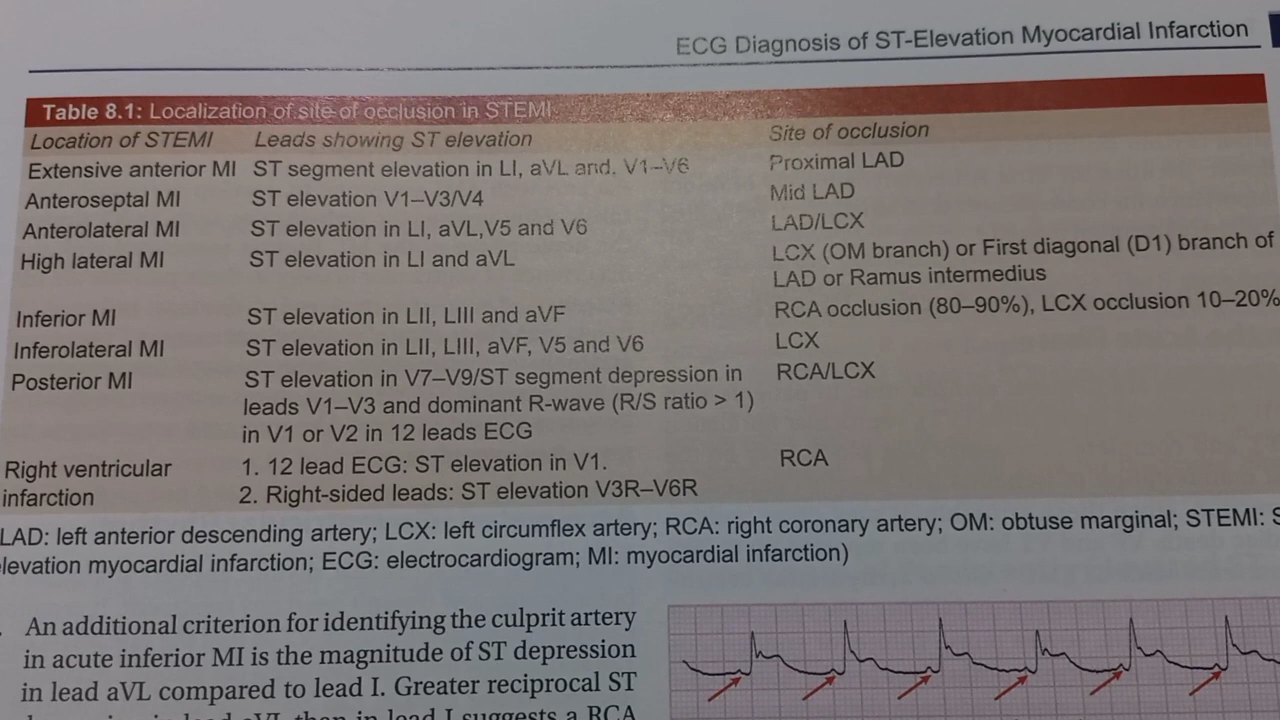 ECG Diagnosis of ST-Elevation Myocardial Infarction
Table 8.1: Localization of site of occlusion in STEMI
Location of STEMI Leads showing ST elevation Site of occlusion
Extensive anterior MI ST segment elevation in LI, aVL and. V1–V6 Proximal LAD
Anteroseptal MI ST elevation V1–V3/V4 Mid LAD
Anterolateral MI ST elevation in LI, aVL,V5 and V6 LAD/LCX
High lateral MI ST elevation in LI and aVL LCX (OM branch) or First diagonal (D1) branch of
LAD or Ramus intermedius
Inferior MI ST elevation in LII, LIII and aVF RCA occlusion (80–90%), LCX occlusion 10–20%
Inferolateral MI ST elevation in LII, LIII, aVF, V5 and V6 LCX
Posterior MI ST elevation in V7–V9/ST segment depression in RCA/LCX
leads V1–V3 and dominant R-wave (R/S ratio > 1)
in V1 or V2 in 12 leads ECG
Right ventricular 1. 12 lead ECG: ST elevation in V1. RCA
infarction 2. Right-sided leads: ST elevation V3R–V6R
LAD: left anterior descending artery; LCX: left circumflex artery; RCA: right coronary artery; OM: obtuse marginal; STEMI:
elevation myocardial infarction; ECG: electrocardiogram; MI: myocardial infarction)
An additional criterion for identifying the culprit artery
in acute inferior MI is the magnitude of ST depression
in lead aVL compared to lead I. Greater reciprocal ST
in lead aVL than in lead I suggests a RCA